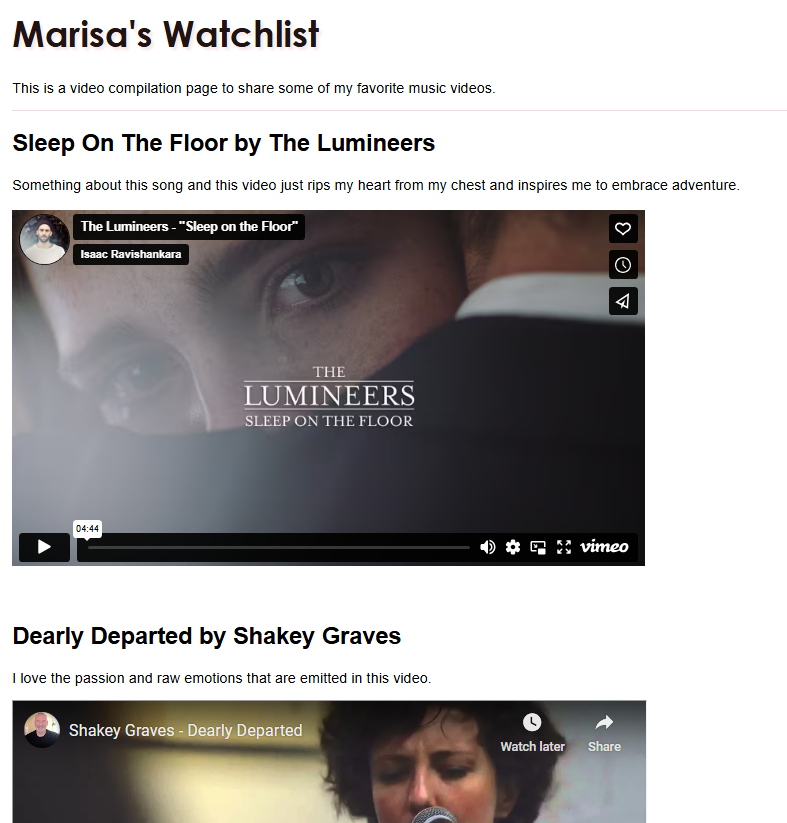 Marisa's Watchlist
This is a video compilation page to share some of my favorite music videos.
Sleep On The Floor by The Lumineers
Something about this song and this video just rips my heart from my chest and inspires me to embrace adventure.
The Lumineers - "Sleep on the Floor"
Isaac Ravishankara
THE
LUMINEERS
SLEEP ON THE FLOOR
04:44
vimeo
Dearly Departed by Shakey Graves
I love the passion and raw emotions that are emitted in this video.
Shakey Graves - Dearly Departed
Watch later
Share